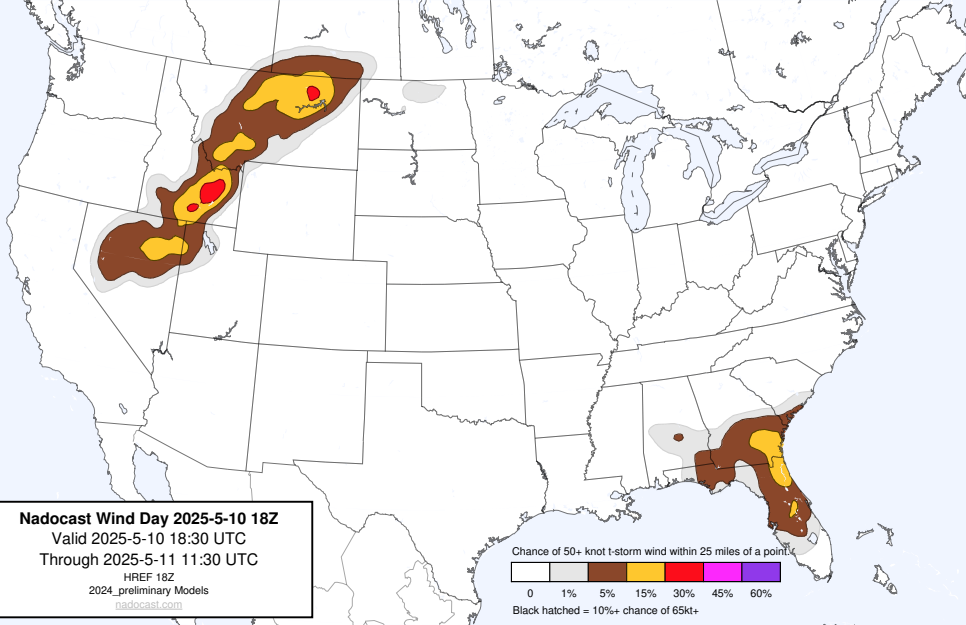 Nadocast Wind Day 2025-5-10 18Z
Valid 2025-5-10 18:30 UTC
Through 2025-5-11 11:30 UTC
HREF 18Z
2024_preliminary Models
nadocast.com
Chance of 50+ knot t-storm wind within 25 miles of a point.
0 1% 5% 15% 30% 45% 60%
Black hatched = 10%+ chance of 65kt+